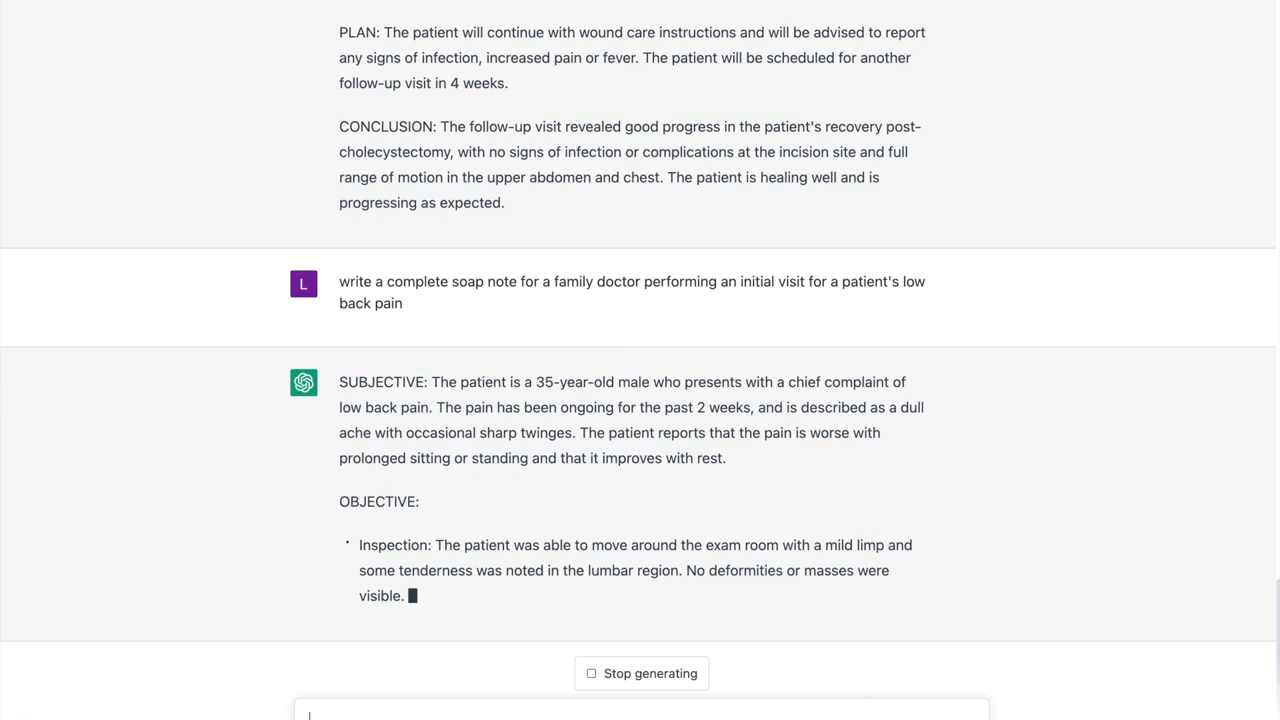 PLAN: The patient will continue with wound care instructions and will be advised to report
any signs of infection, increased pain or fever. The patient will be scheduled for another
follow-up visit in 4 weeks.
CONCLUSION: The follow-up visit revealed good progress in the patient's recovery post-
cholecystectomy, with no signs of infection or complications at the incision site and full
range of motion in the upper abdomen and chest. The patient is healing well and is
progressing as expected.
L
write a complete soap note for a family doctor performing an initial visit for a patient's low
back pain
SUBJECTIVE: The patient is a 35-year-old male who presents with a chief complaint of
low back pain. The pain has been ongoing for the past 2 weeks, and is described as a dull
ache with occasional sharp twinges. The patient reports that the pain is worse with
prolonged sitting or standing and that it improves with rest.
OBJECTIVE:
• Inspection: The patient was able to move around the exam room with a mild limp and
some tenderness was noted in the lumbar region. No deformities or masses were
visible.
Stop generating